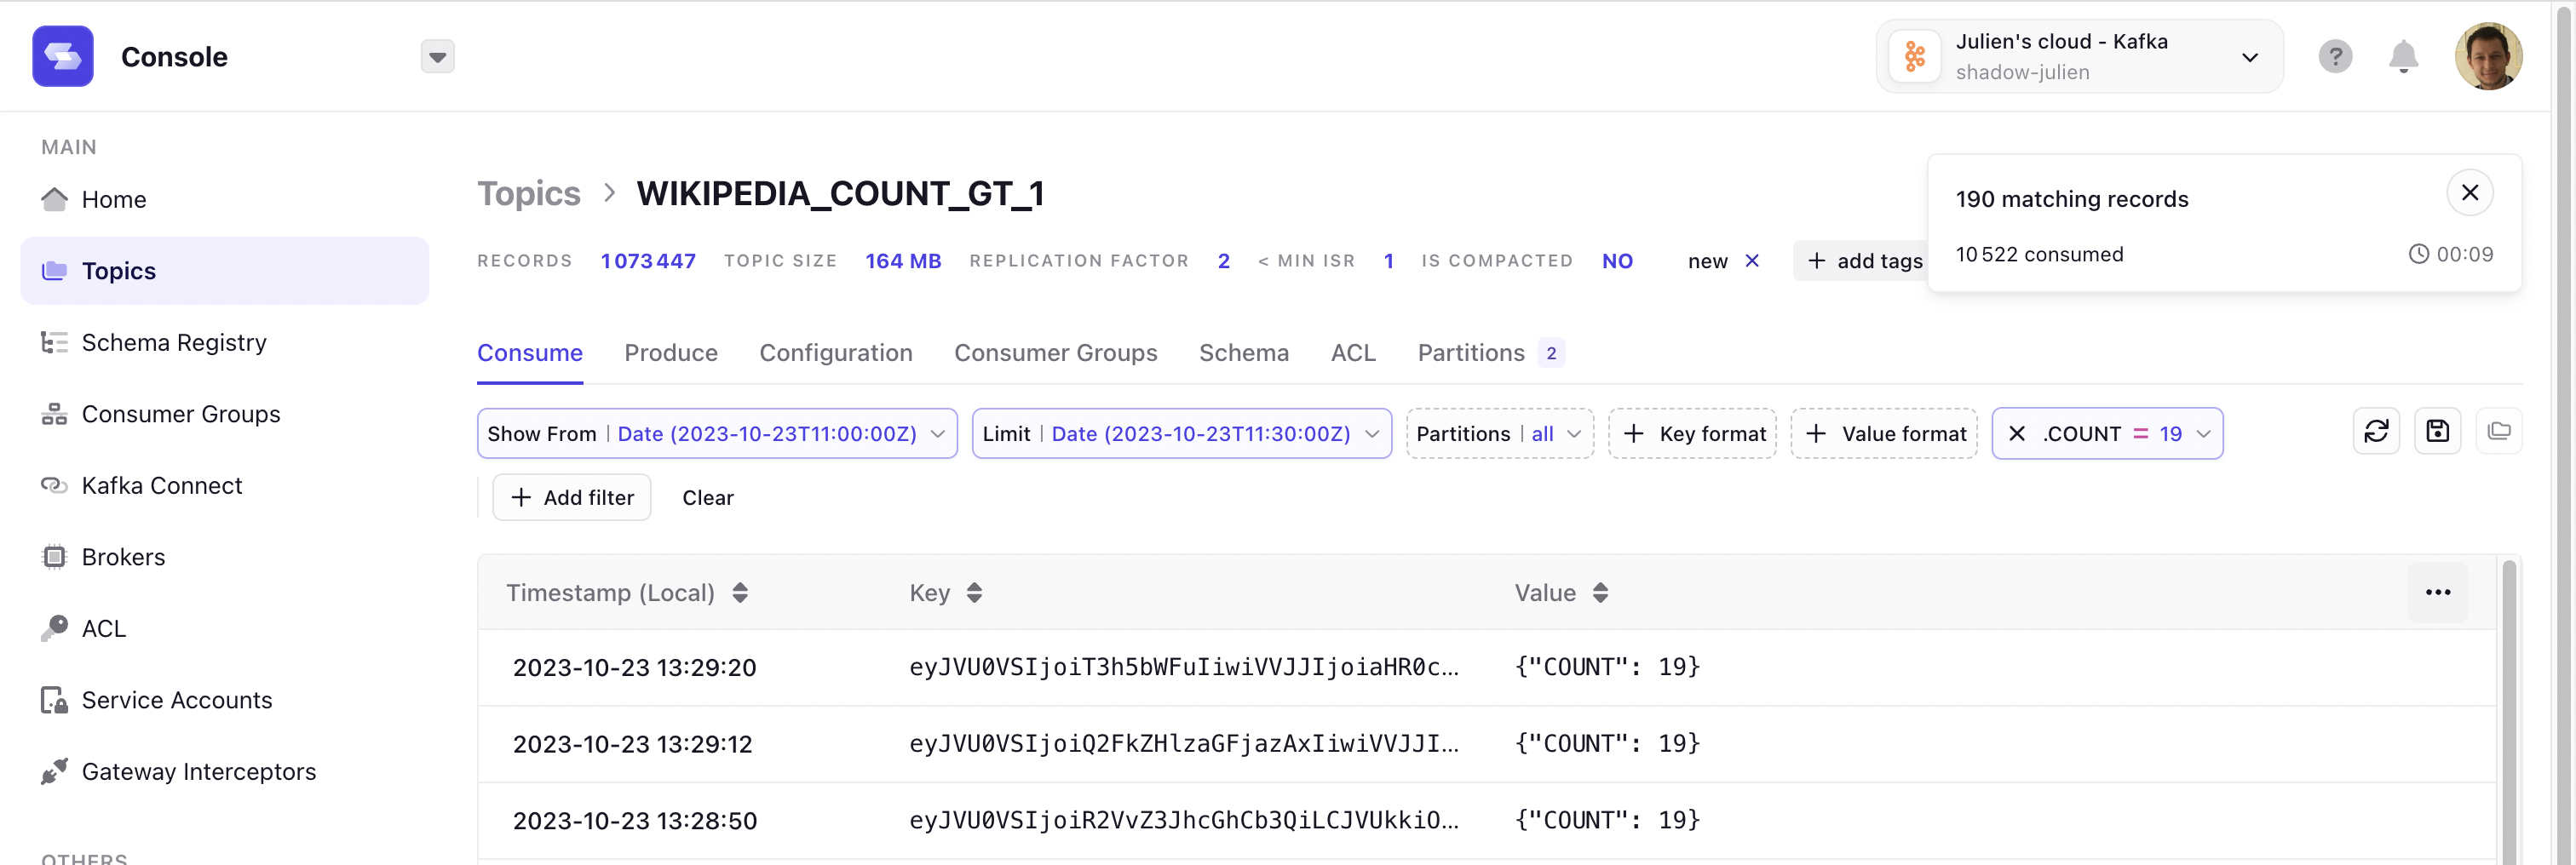 Console
Julien's cloud - Kafka
shadow-julien
?
MAIN
Home
Topics
Schema Registry
Consumer Groups
Kafka Connect
Brokers
ACL
Service Accounts
Gateway Interceptors
OTHERS
Topics > WIKIPEDIA_COUNT_GT_1
190 matching records
10 522 consumed 00:09
RECORDS 1 073 447 TOPIC SIZE 164 MB REPLICATION FACTOR 2 < MIN ISR 1 IS COMPACTED NO new × + add tags
Consume Produce Configuration Consumer Groups Schema ACL Partitions 2
Show From | Date (2023-10-23T11:00:00Z) Limit | Date (2023-10-23T11:30:00Z) Partitions | all + Key format + Value format × .COUNT = 19
+ Add filter Clear
Timestamp (Local) Key Value ...
2023-10-23 13:29:20 eyJVU0VSIjoiT3h5bWFuIiwiVVJJIjoiaHR0c... {"COUNT": 19}
2023-10-23 13:29:12 eyJVU0VSIjoiQ2FkZHlzaGFjazAxIiwiVVJJI... {"COUNT": 19}
2023-10-23 13:28:50 eyJVU0VSIjoiR2VvZ3JhcGhCb3QiLCJVUkkiO... {"COUNT": 19}